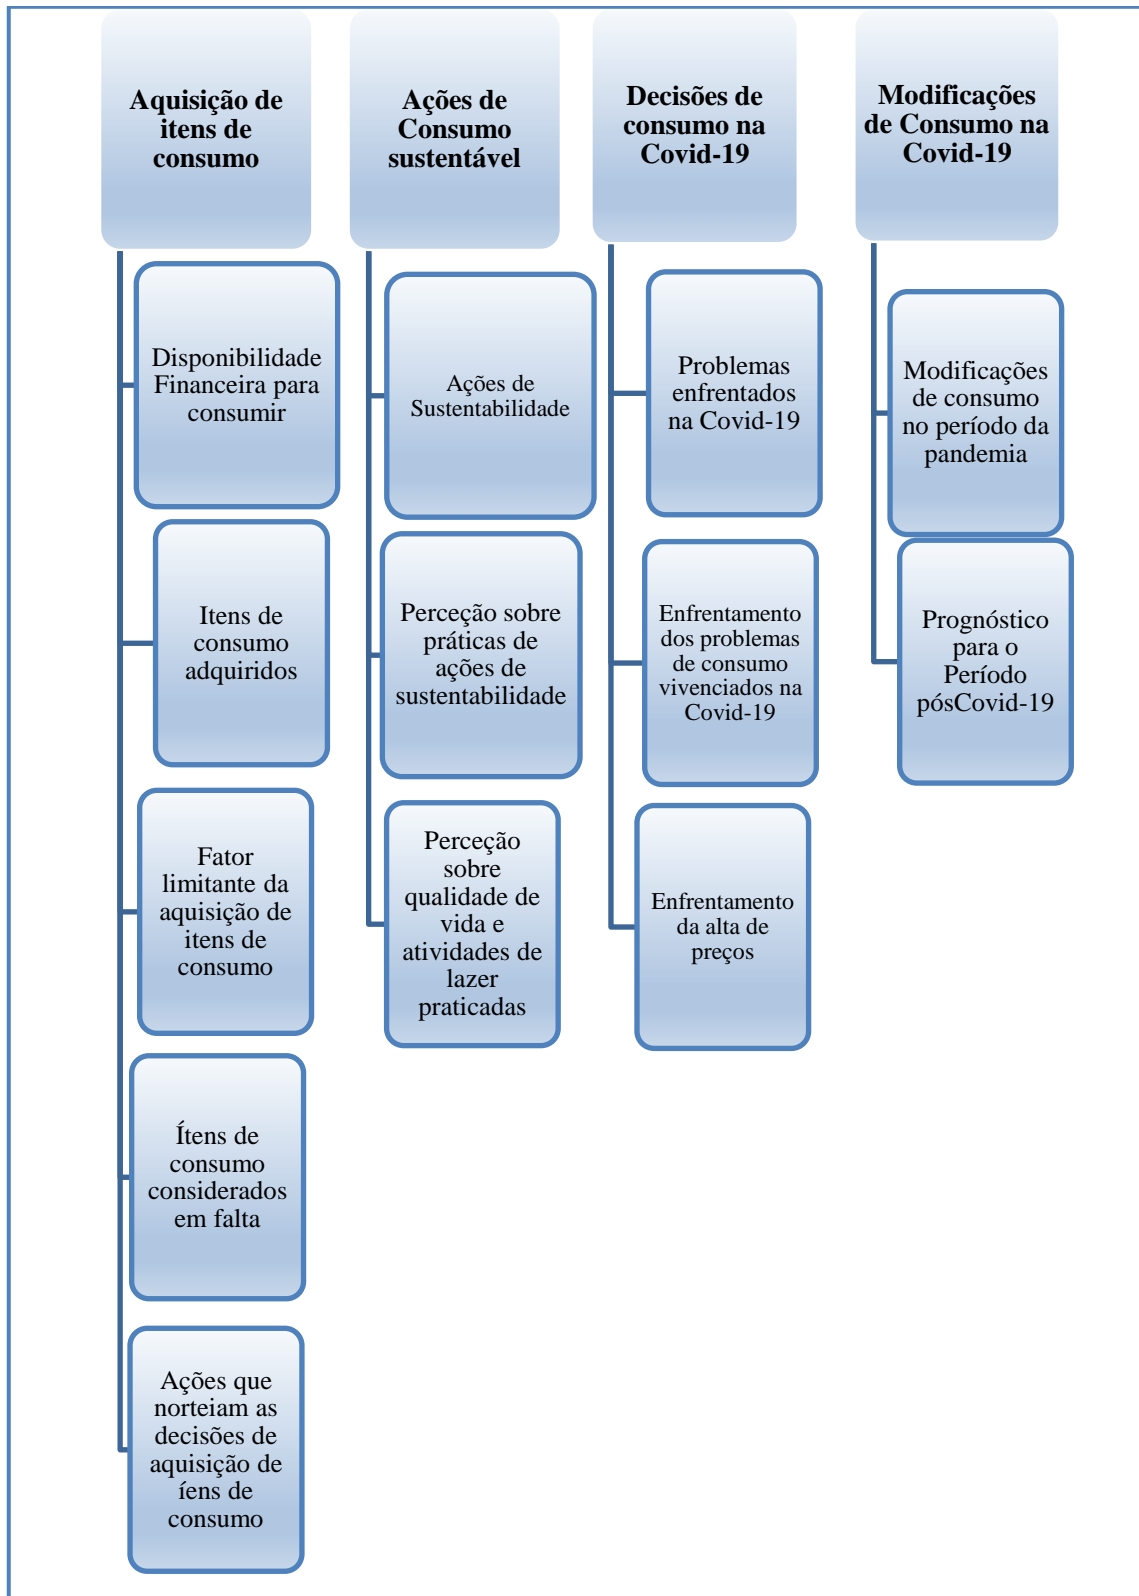 Aquisição de
itens de
consumo
Disponibilidade
Financeira para
consumir
Itens de
consumo
adquiridos
Fator
limitante da
aquisição de
itens de
consumo
Ítens de
consumo
considerados
em falta
Ações que
norteiam as
decisões de
aquisição de
íens de
consumo
Ações de
Consumo
sustentável
Ações de
Sustentabilidade
Perceção sobre
práticas de
ações de
sustentabilidade
Perceção
sobre
qualidade de
vida e
atividades de
lazer
praticadas
Decisões de
consumo na
Covid-19
Problemas
enfrentados
na Covid-19
Enfrentamento
dos problemas
de consumo
vivenciados na
Covid-19
Enfrentamento
da alta de
preços
Modificações
de Consumo na
Covid-19
Modificações
de consumo
no período da
pandemia
Prognóstico
para o
Período
pósCovid-19